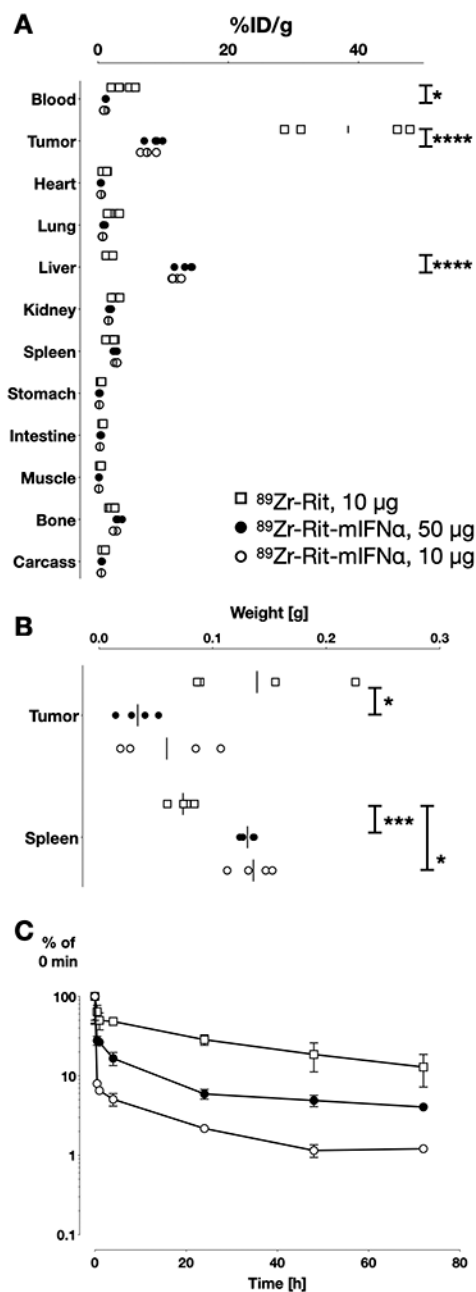 A
%ID/g
0 20 40
Blood *
Tumor ****
Heart
Lung
Liver ****
Kidney
Spleen
Stomach
Intestine
Muscle
Bone
Carcass
□ ⁸⁹Zr-Rit, 10 µg
● ⁸⁹Zr-Rit-mIFNα, 50 µg
○ ⁸⁹Zr-Rit-mIFNα, 10 µg
Weight [g]
B
0.0 0.1 0.2 0.3
Tumor *
Spleen *** *
C
% of
0 min
100
10
1
0.1
0 20 40 60 80
Time [h]